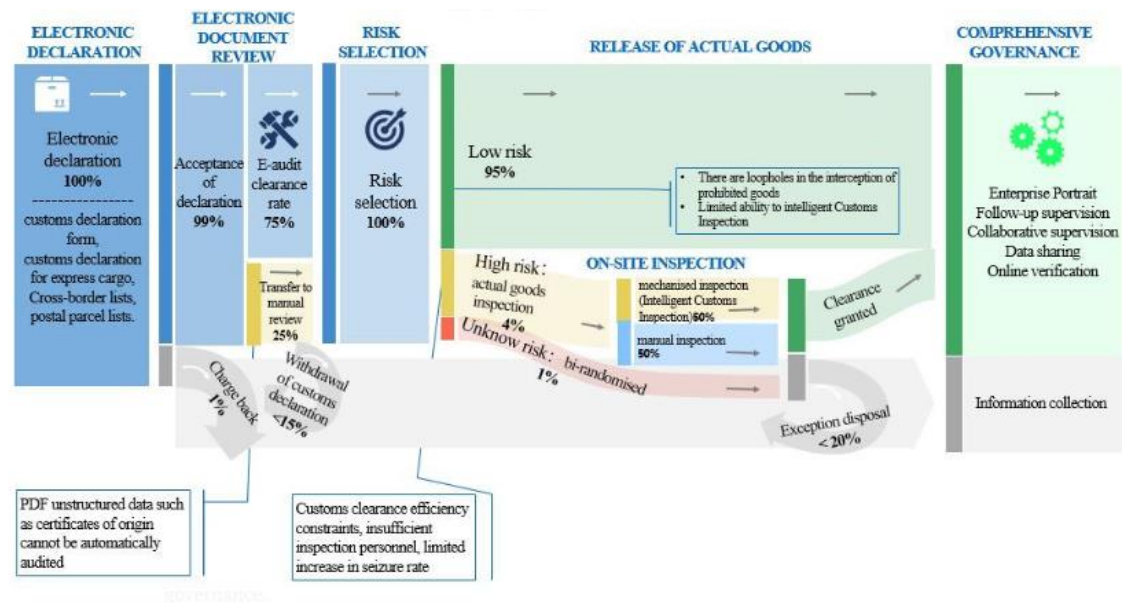 ELECTRONIC
DECLARATION
ELECTRONIC
DOCUMENT
REVIEW
RISK
SELECTION
RELEASE OF ACTUAL GOODS
COMPREHENSIVE
GOVERNANCE
Electronic
declaration
100%
customs declaration
form,
customs declaration
for express cargo,
Cross-border lists,
postal parcel lists.
Acceptance
of
declaration
99%
E-audit
clearance
rate
75%
Transfer to
manual
review
25%
Charge back
1%
Withdrawal
of customs
declaration
<15%
Risk
selection
100%
Low risk
95%
• There are loopholes in the interception of
prohibited goods
• Limited ability to intelligent Customs
Inspection
High risk:
actual goods
inspection
4%
Unknow risk: bi-randomised
1%
ON-SITE INSPECTION
mechanised inspection
(Intelligent Customs
Inspection)50%
manual inspection
50%
Clearance
granted
Exception disposal
<20%
Enterprise Portrait
Follow-up supervision
Collaborative supervision
Data sharing
Online verification
Information collection
PDF unstructured data such
as certificates of origin
cannot be automatically
audited
Customs clearance efficiency
constraints, insufficient
inspection personnel, limited
increase in seizure rate
governance.